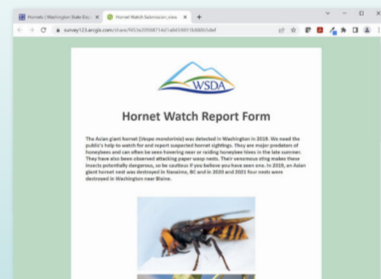 Hornets | Washington State Dep
Hornet Watch Submission_new
WSDA
Hornet Watch Report Form
The Asian giant hornet (Vespa mandarinia) was detected in Washington in 2019. We need the
public's help to watch for and report suspected hornet sightings. They are major predators of
honeybees and can often be seen hovering near or raiding honeybee hives in the late summer.
They have also been observed attacking paper wasp nests. Their venomous sting makes these
insects potentially dangerous, so be cautious if you believe you have seen one. In 2019, an Asian
giant hornet nest was destroyed in Nanaimo, BC and in 2020 and 2021 four nests were
destroyed in Washington near Blaine.